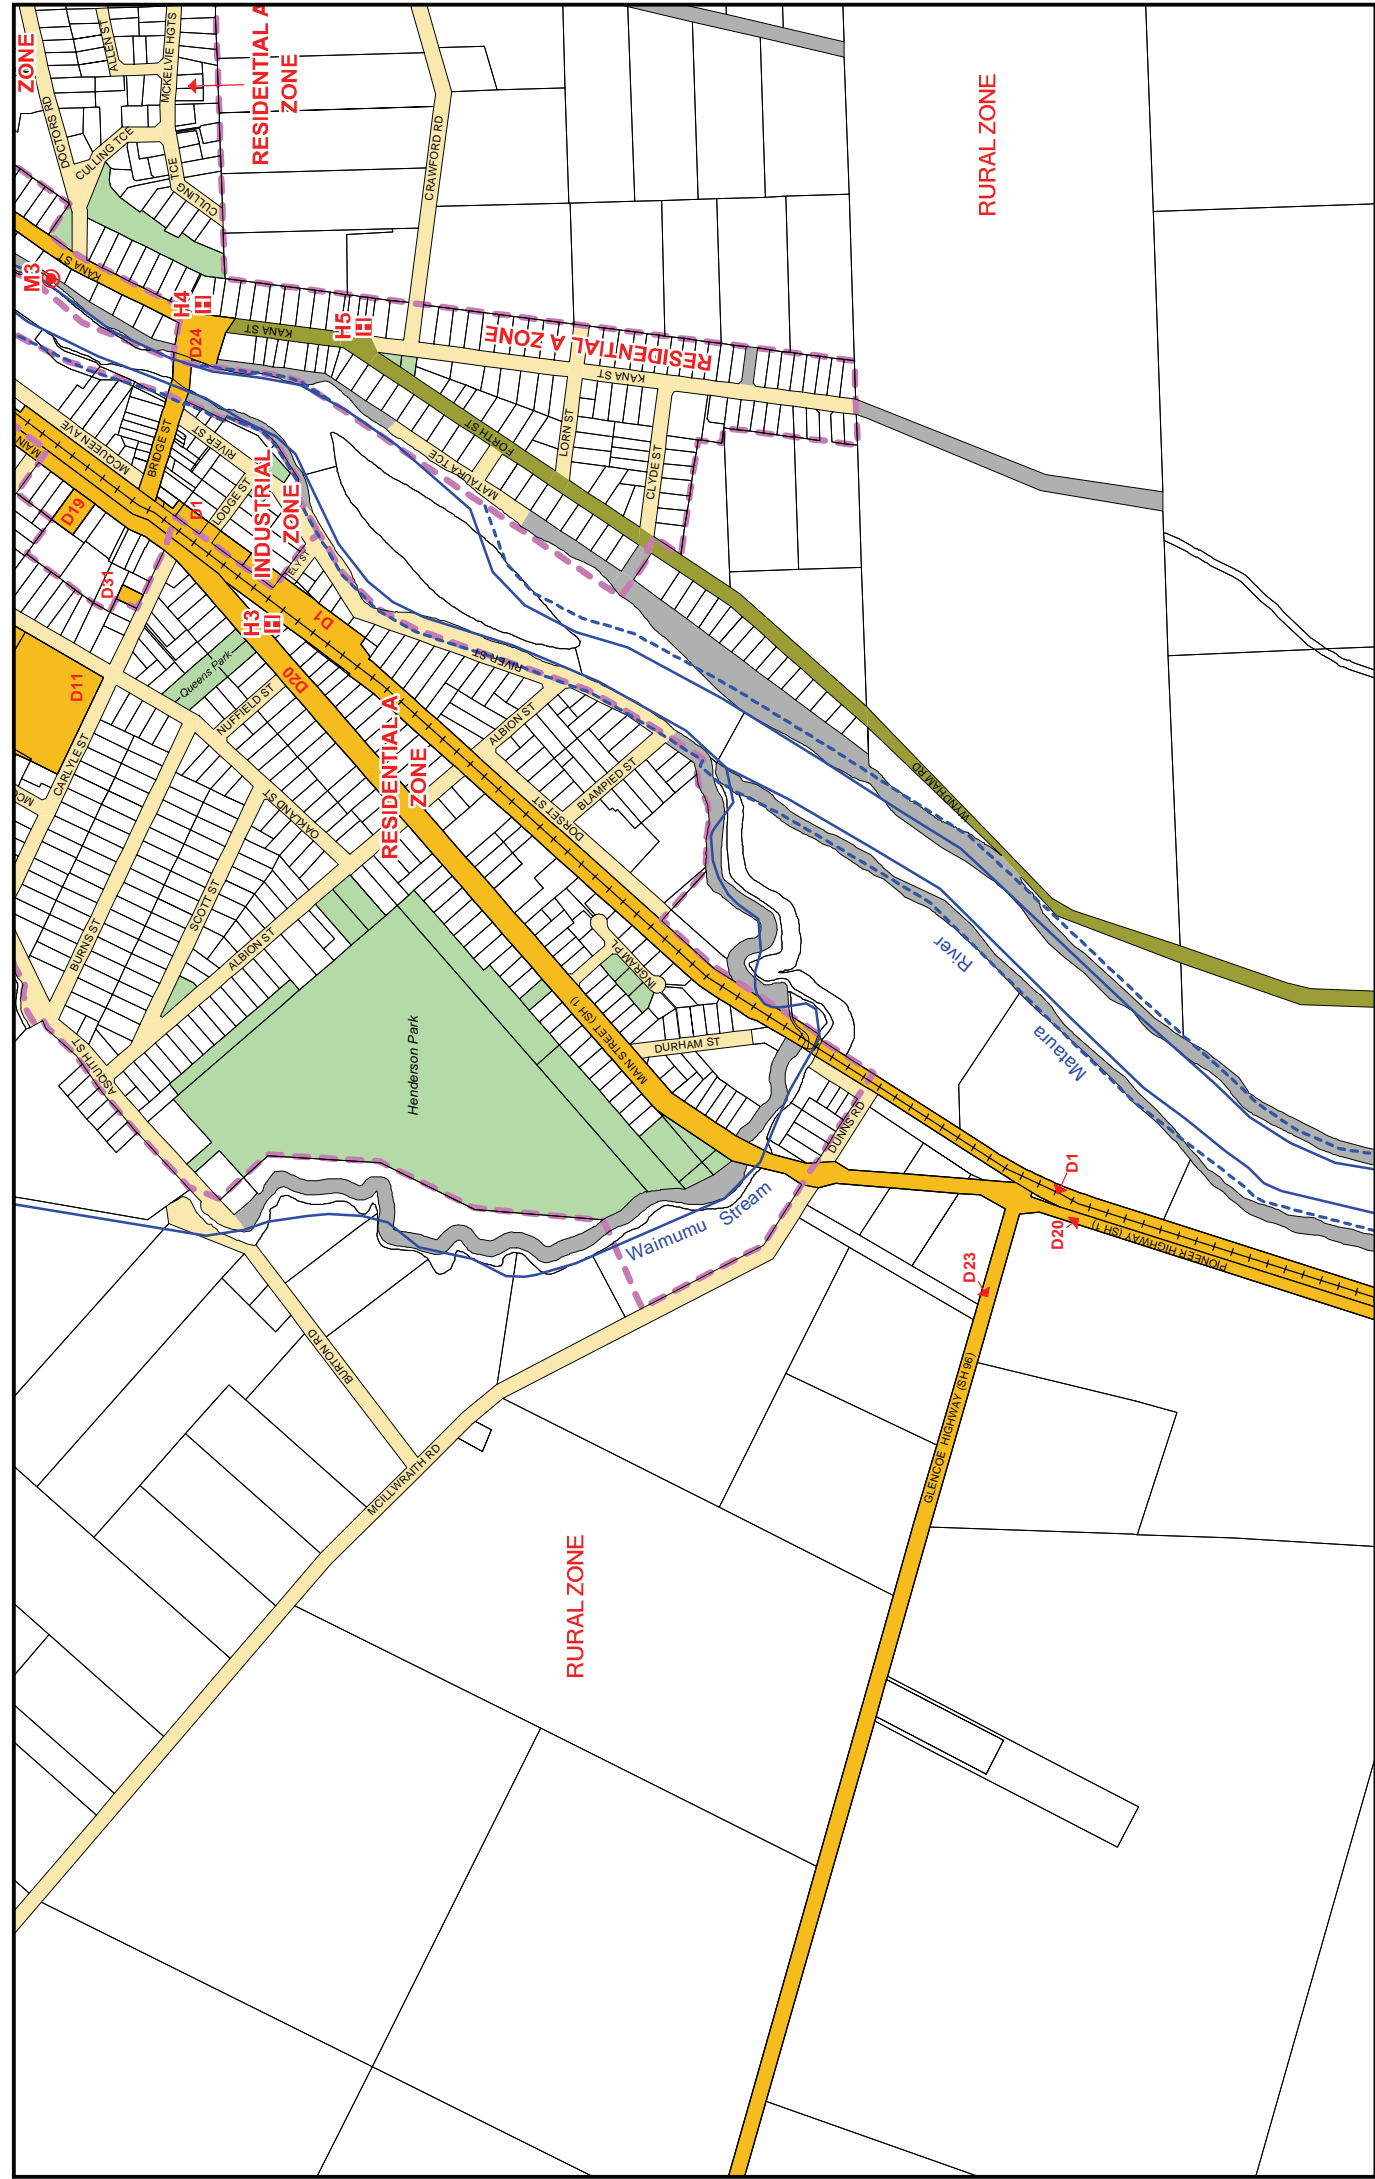 ZONE
DOCTORS RD
ALLEN ST
MCKELVIE HGTS
CULLING TCE
CULLING
TCE
RESIDENTIAL A
ZONE
CRAWFORD RD
RURAL ZONE
M3
KANA ST
H4
H
D24
KANA ST
H5
H
RESIDENTIAL A ZONE
KANA ST
MAIN
MCQUEEN AVE
BRIDGE ST
RIVER ST
LODGE ST
D19
D1
INDUSTRIAL
ZONE
ELY ST
D31
H3
H
D1
D11
Queens Park
NUFFIELD ST
D20
RIVER ST
MATAURA TCE
FORTH ST
LORN ST
CLYDE ST
CARLYLE ST
OAKLAND ST
RESIDENTIAL A
ZONE
ALBION ST
BLAMPIED ST
DORSET ST
BURNS ST
SCOTT ST
ALBION ST
INGRAM PL
WYNDHAM RD
River
Mataura
ASQUITH ST
Henderson Park
MAIN STREET (SH 1)
DURHAM ST
DUNNS RD
Waimumu Stream
D1
D20
PIONEER HIGHWAY (SH 1)
D23
BURTON RD
MCILLWRAITH RD
GLENCOE HIGHWAY (SH 96)
RURAL ZONE